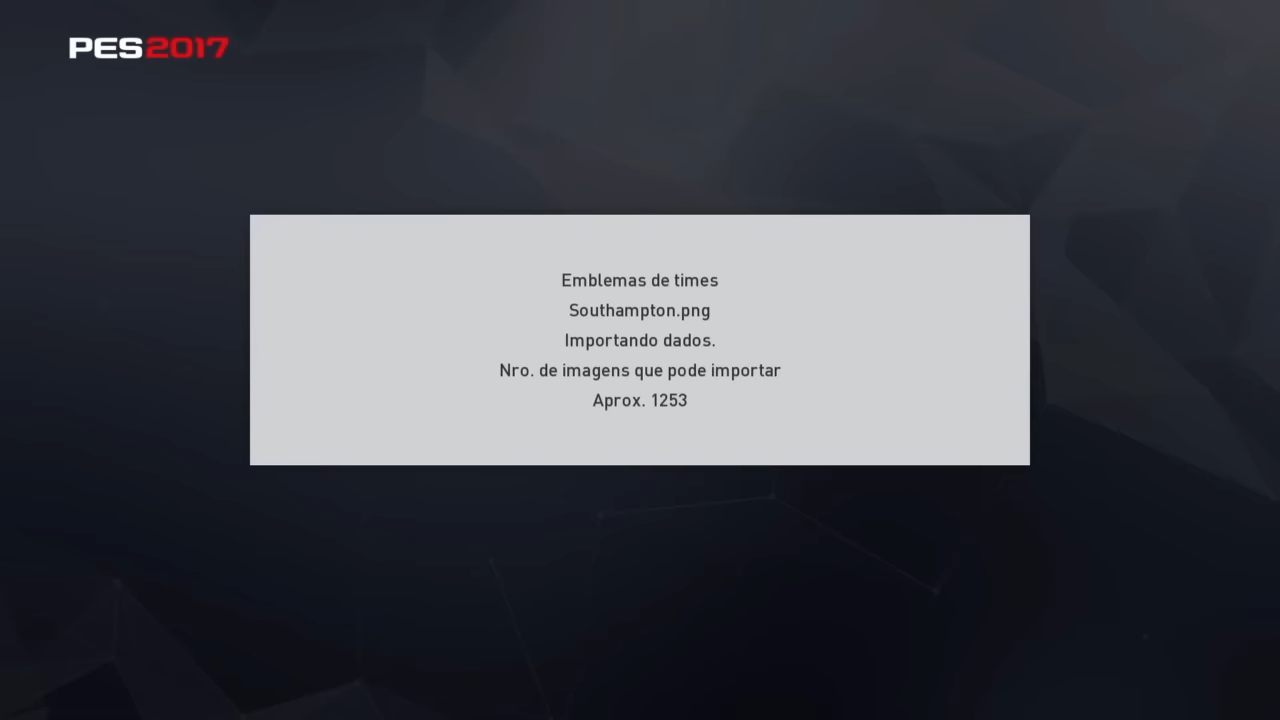 PES2017
Emblemas de times
Southampton.png
Importando dados.
Nro. de imagens que pode importar
Aprox. 1253